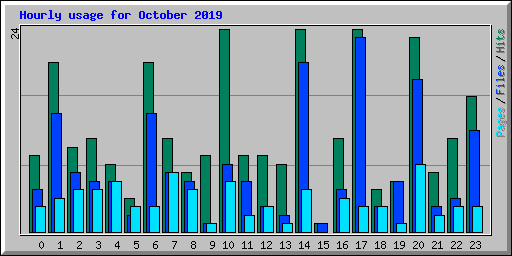 Hourly usage for October 2019
24
Pages/Files/Hits
0 1 2 3 4 5 6 7 8 9 10 11 12 13 14 15 16 17 18 19 20 21 22 23